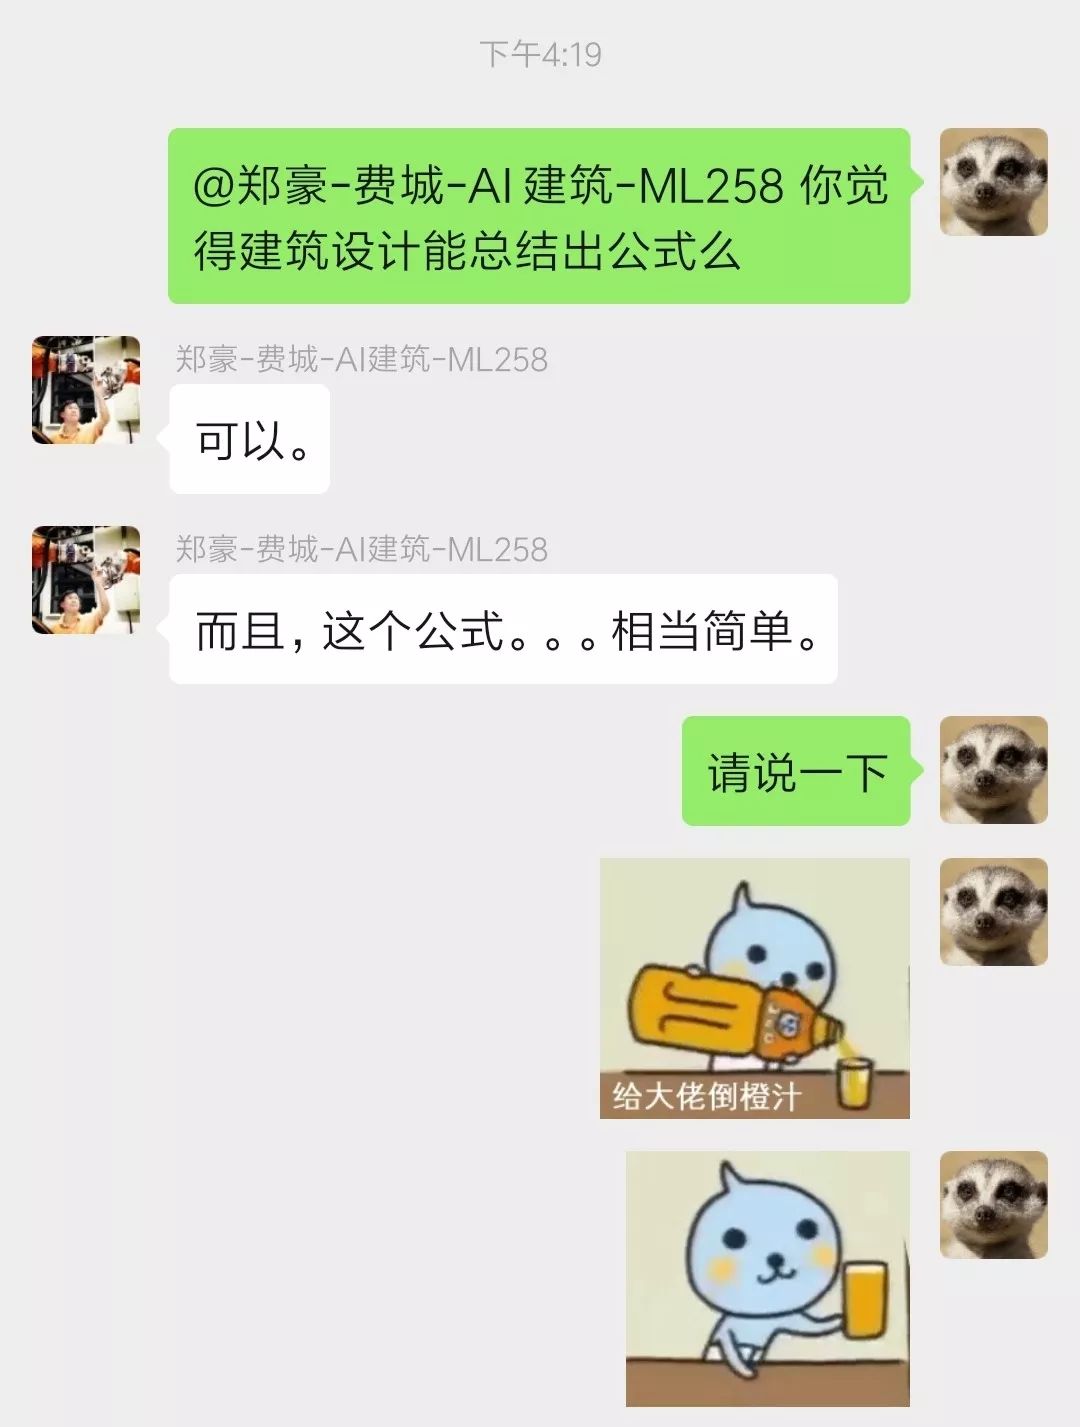 下午4:19
@郑豪-费城-AI建筑-ML258 你觉
得建筑设计能总结出公式么
郑豪-费城-AI建筑-ML258
可以。
郑豪-费城-AI建筑-ML258
而且，这个公式。。。相当简单。
请说一下
给大佬倒橙汁